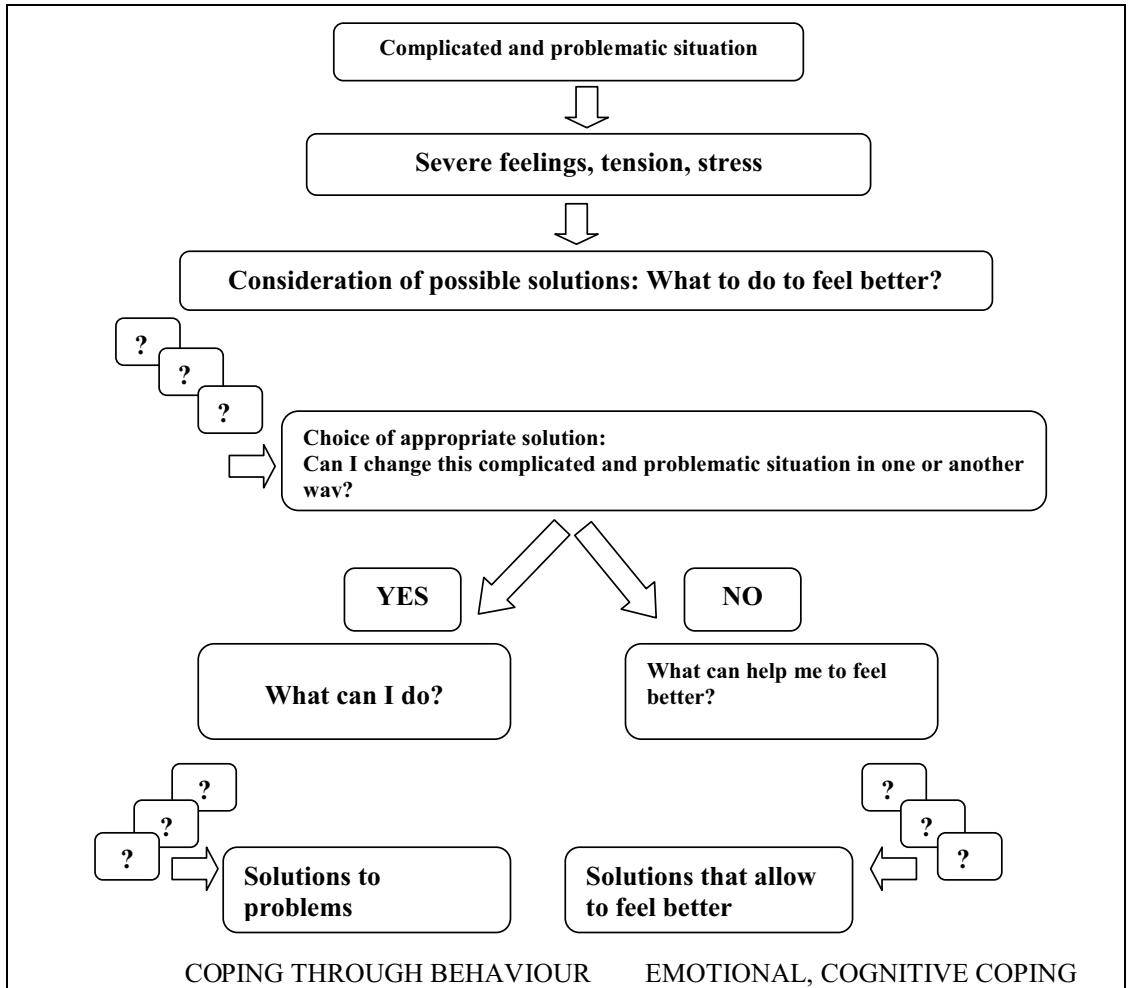 Complicated and problematic situation
Severe feelings, tension, stress
Consideration of possible solutions: What to do to feel better?
?
?
?
Choice of appropriate solution:
Can I change this complicated and problematic situation in one or another
way?
YES
NO
What can I do?
What can help me to feel
better?
?
?
?
?
?
?
Solutions to
problems
Solutions that allow
to feel better
COPING THROUGH BEHAVIOUR
EMOTIONAL, COGNITIVE COPING